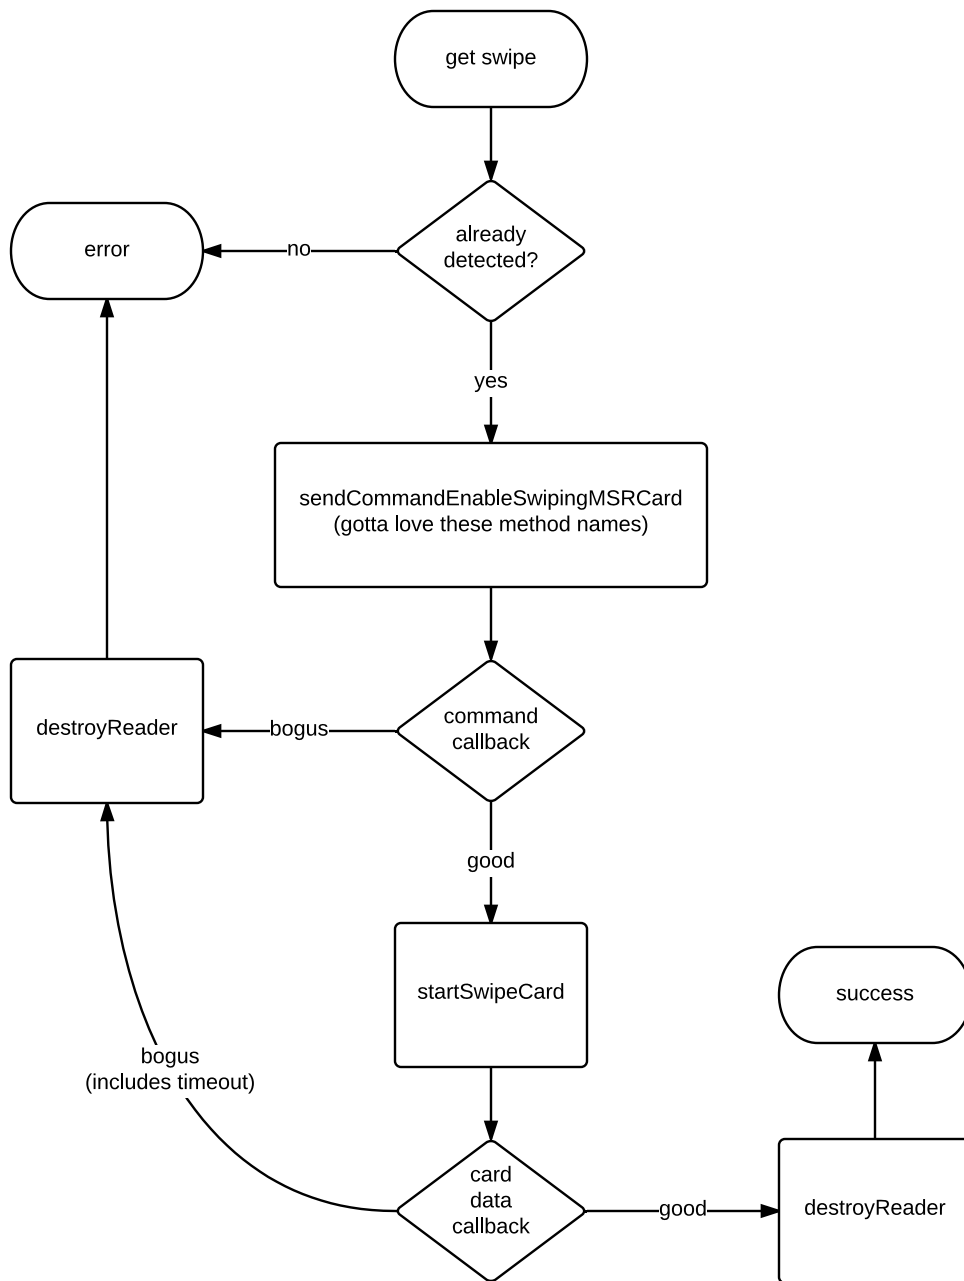 get swipe
already
detected?
no
error
yes
sendCommandEnableSwipingMSRCard
(gotta love these method names)
command
callback
bogus
destroyReader
good
startSwipeCard
success
bogus
(includes timeout)
card
data
callback
good
destroyReader